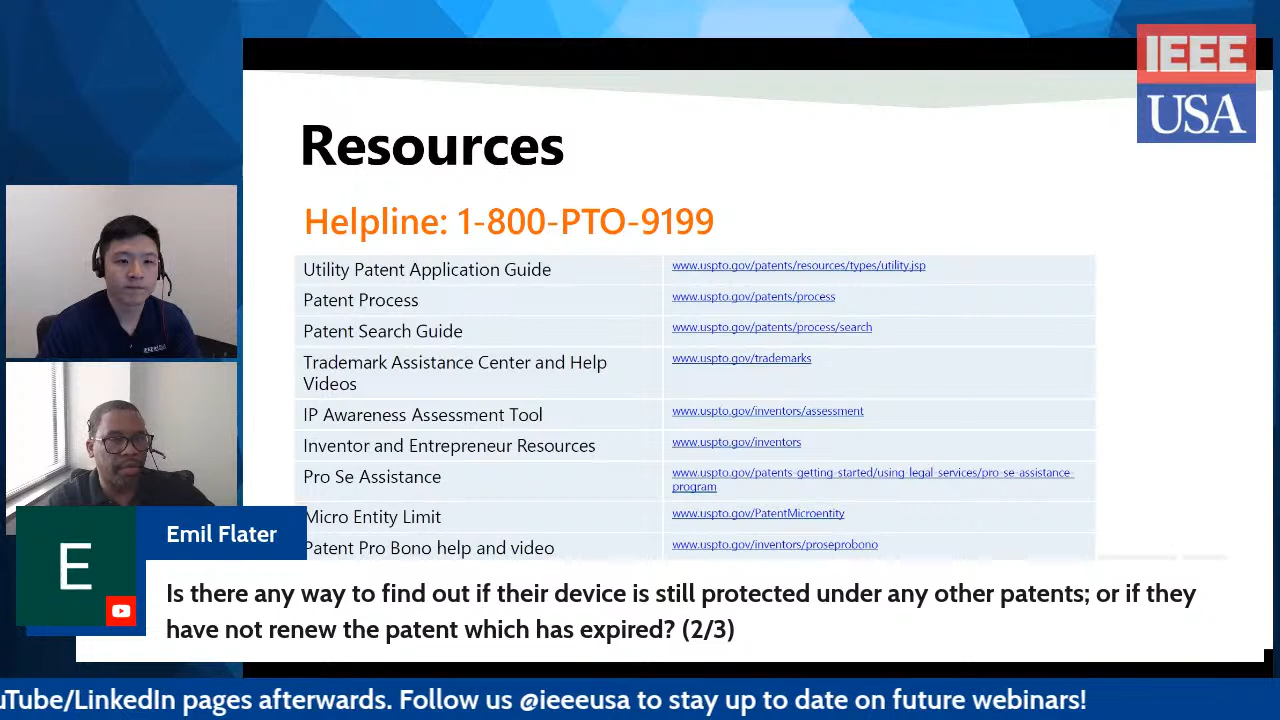 IEEE
USA
Resources
Helpline: 1-800-PTO-9199
Utility Patent Application Guide www.uspto.gov/patents/resources/types/utility.jsp
Patent Process www.uspto.gov/patents/process
Patent Search Guide www.uspto.gov/patents/process/search
Trademark Assistance Center and Help www.uspto.gov/trademarks
Videos
IP Awareness Assessment Tool www.uspto.gov/inventors/assessment
Inventor and Entrepreneur Resources www.uspto.gov/inventors
Pro Se Assistance www.uspto.gov/patents-getting-started/using-legal-services/pro-se-assistance-
program
Micro Entity Limit www.uspto.gov/PatentMicroentity
Patent Pro Bono help and video www.uspto.gov/inventors/proseprobono
E
Emil Flater
Is there any way to find out if their device is still protected under any other patents; or if they
have not renew the patent which has expired? (2/3)
uTube/LinkedIn pages afterwards. Follow us @ieeeusa to stay up to date on future webinars!